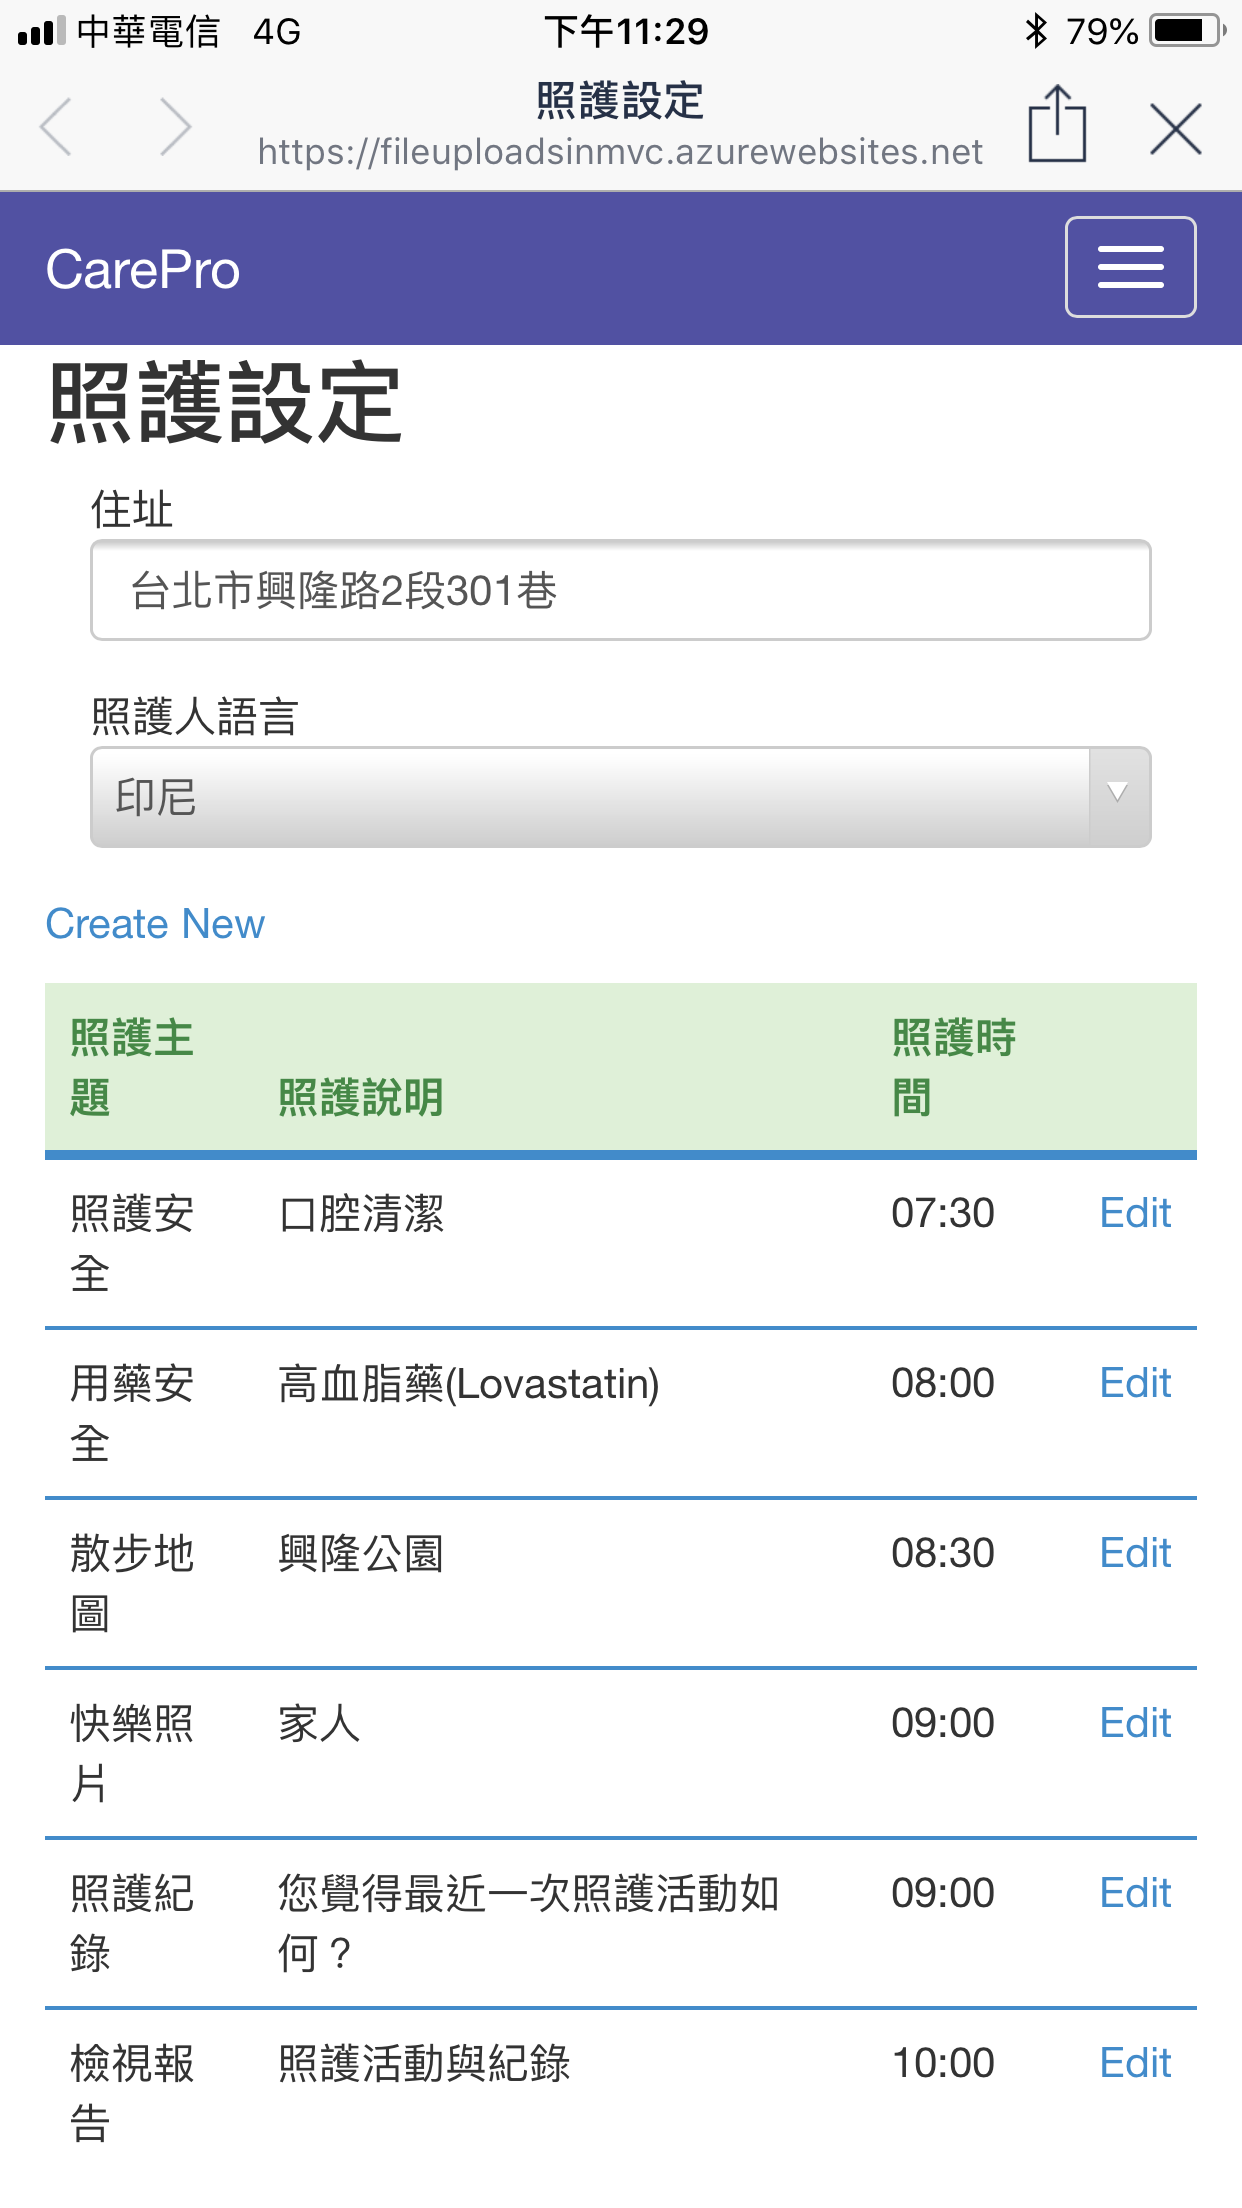 中華電信 4G 下午11:29 79%
照護設定
https://fileuploadsinmvc.azurewebsites.net
CarePro
照護設定
住址
台北市興隆路2段301巷
照護人語言
印尼
Create New
照護主 照護時
題 照護說明 間
照護安 口腔清潔 07:30 Edit
全
用藥安 高血脂藥(Lovastatin) 08:00 Edit
全
散步地 興隆公園 08:30 Edit
圖
快樂照 家人 09:00 Edit
片
照護紀 您覺得最近一次照護活動如 09:00 Edit
錄 何？
檢視報 照護活動與紀錄 10:00 Edit
告